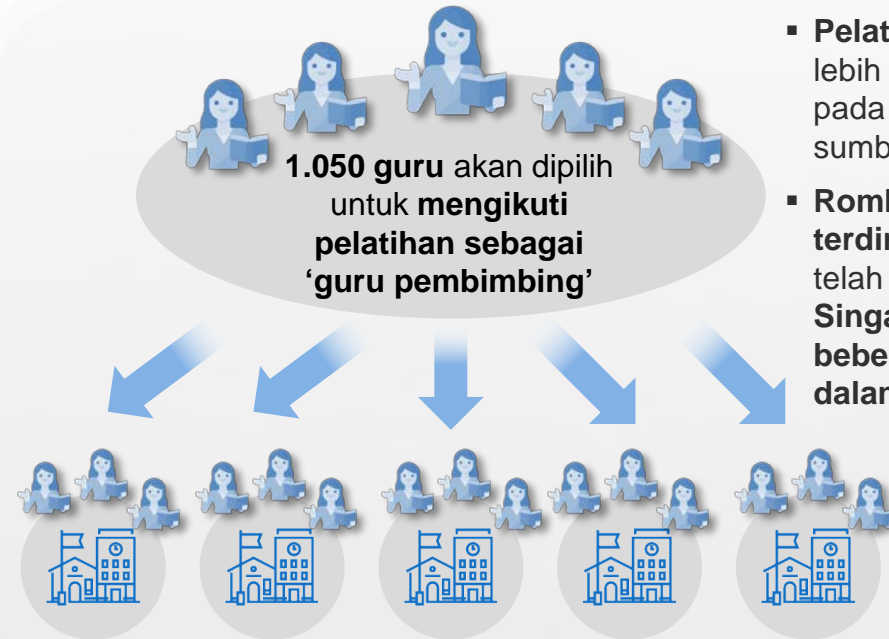 1.050 guru akan dipilih
untuk mengikuti
pelatihan sebagai
‘guru pembimbing’
▪ Pelat
lebih
pada
sumb
▪ Roml
terdir
telah
Singa
bebe
dalan